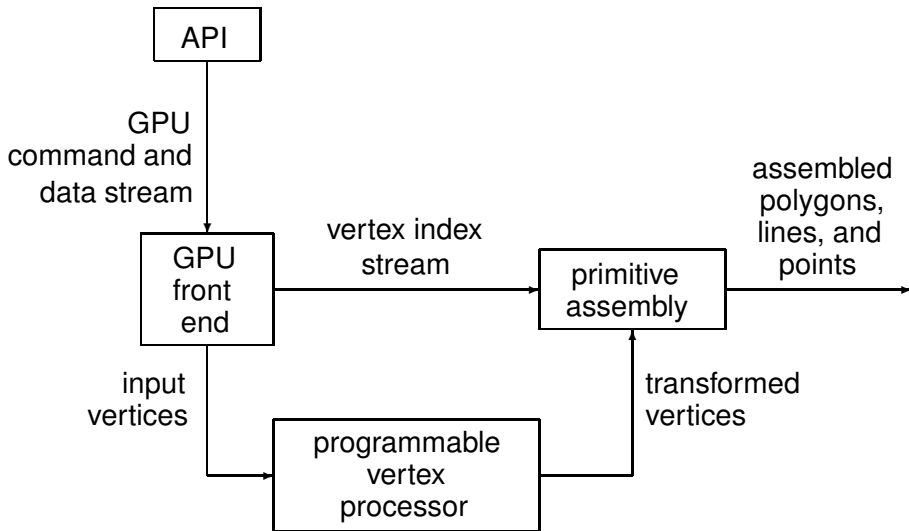 API
GPU
command and
data stream
GPU
front
end
vertex index
stream
primitive
assembly
assembled
polygons,
lines, and
points
input
vertices
programmable
vertex
processor
transformed
vertices